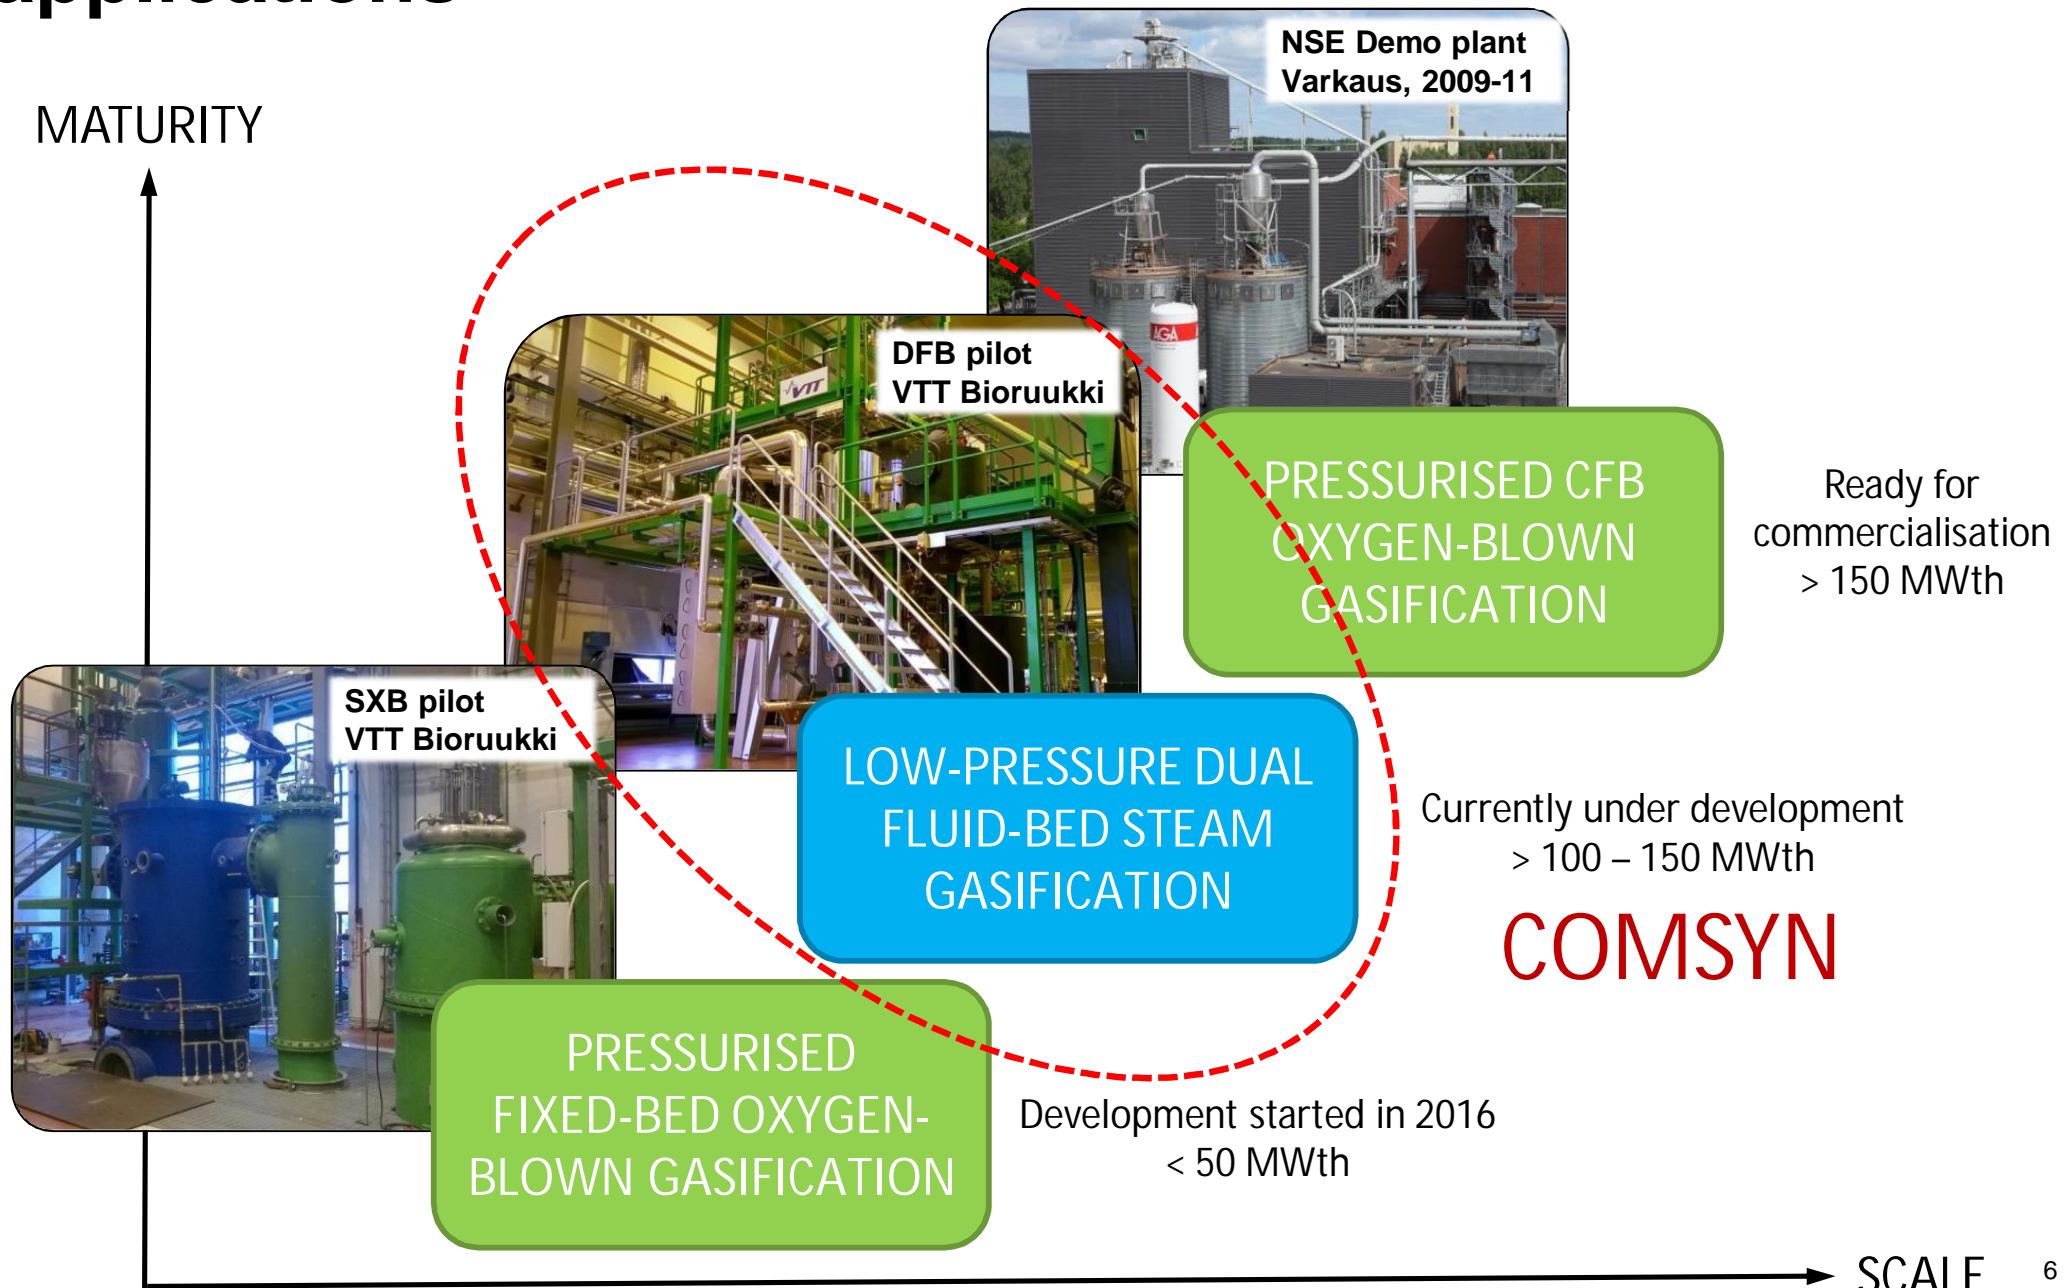 applications
MATURITY
NSE Demo plant
Varkaus, 2009-11
AGA
DFB pilot
VTT Bioruukki
VTT
PRESSURISED CFB
OXYGEN-BLOWN
GASIFICATION
Ready for
commercialisation
> 150 MWth
SXB pilot
VTT Bioruukki
LOW-PRESSURE DUAL
FLUID-BED STEAM
GASIFICATION
Currently under development
> 100 – 150 MWth
COMSYN
PRESSURISED
FIXED-BED OXYGEN-
BLOWN GASIFICATION
Development started in 2016
< 50 MWth
SCALE
6